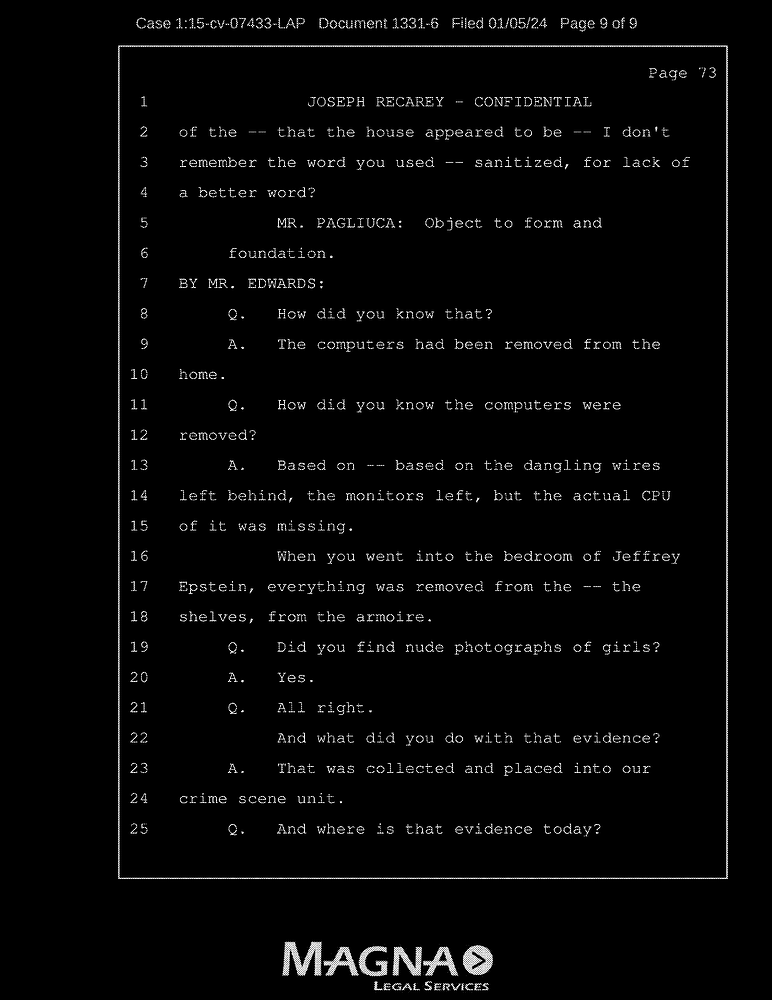 Case 1:15-cv-07433-LAP Document 1331-6 Filed 01/05/24 Page 9 of 9
Page 73
1 JOSEPH RECAREY - CONFIDENTIAL
2 of the -- that the house appeared to be -- I don't
3 remember the word you used -- sanitized, for lack of
4 a better word?
5 MR. PAGLIUCA: Object to form and
6 foundation.
7 BY MR. EDWARDS:
8 Q. How did you know that?
9 A. The computers had been removed from the
10 home.
11 Q. How did you know the computers were
12 removed?
13 A. Based on -- based on the dangling wires
14 left behind, the monitors left, but the actual CPU
15 of it was missing.
16 When you went into the bedroom of Jeffrey
17 Epstein, everything was removed from the -- the
18 shelves, from the armoire.
19 Q. Did you find nude photographs of girls?
20 A. Yes.
21 Q. All right.
22 And what did you do with that evidence?
23 A. That was collected and placed into our
24 crime scene unit.
25 Q. And where is that evidence today?
MAGNA
LEGAL SERVICES